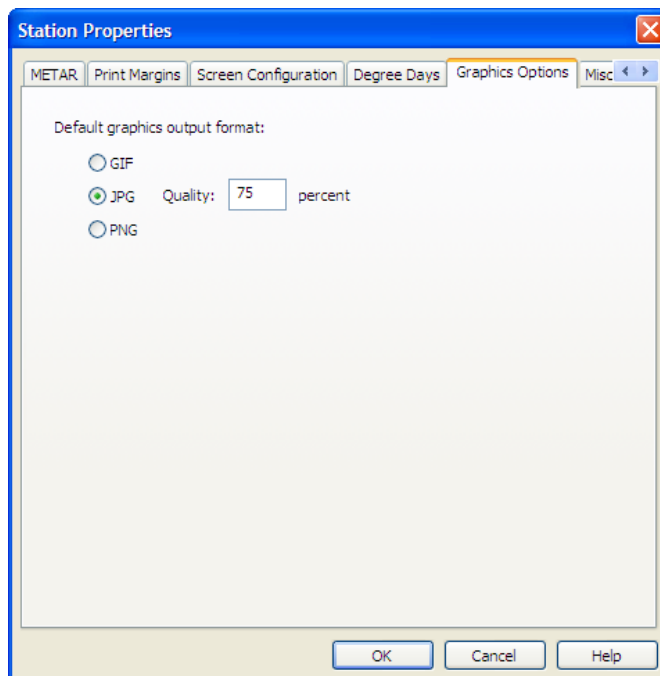 Station Properties
METAR Print Margins Screen Configuration Degree Days Graphics Options Misc
Default graphics output format:
GIF
JPG Quality: 75 percent
PNG
OK Cancel Help